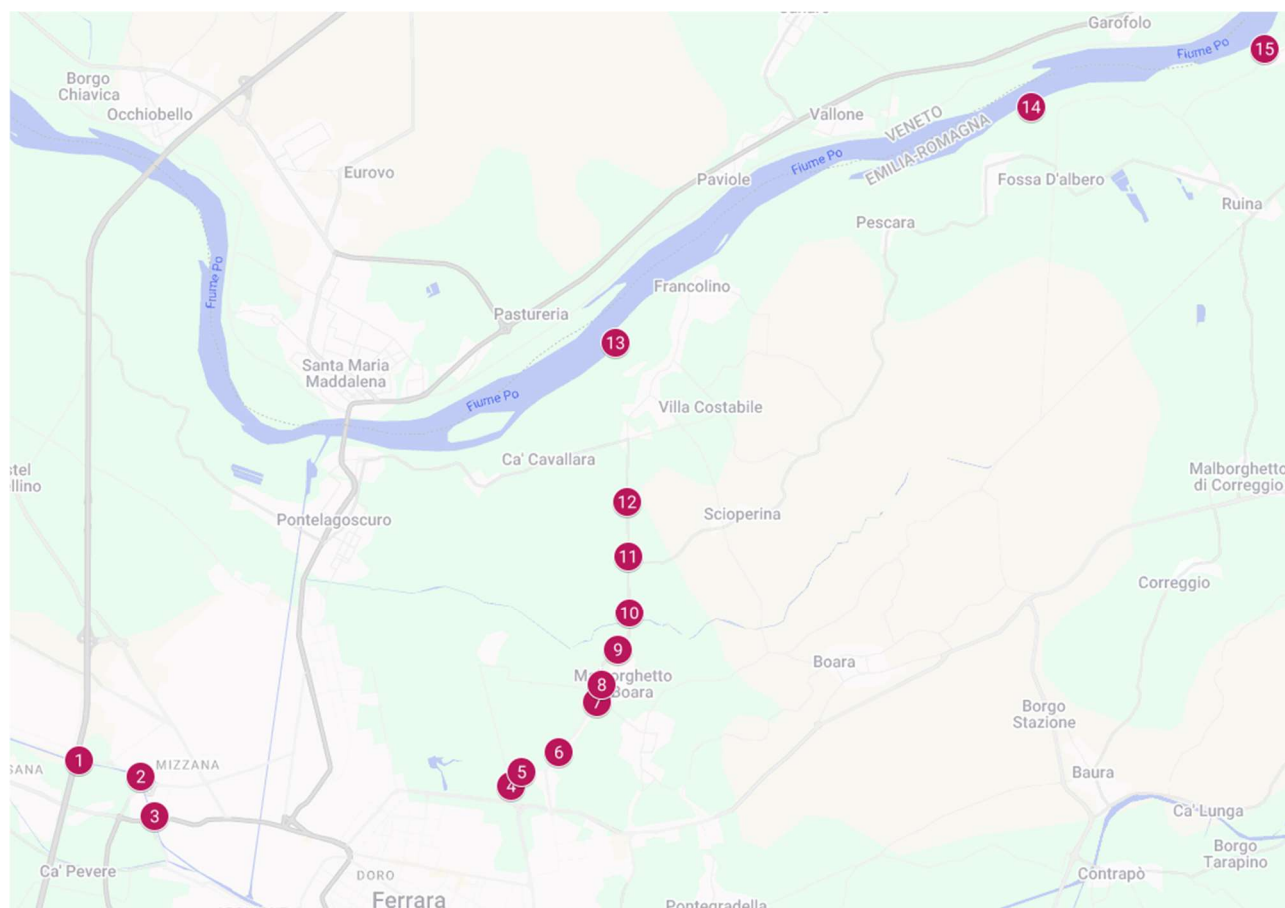 Garofolo
Fiume Po
15
Borgo
Chiavica
Occhiobello
14
Vallone
VENETO
EMILIA-ROMAGNA
Fiume Po
Eurovo
Paviole
Fossa D'albero
Ruina
Pescara
Fiume Po
Francolino
Pastureria
13
Santa Maria
Maddalena
Fiume Po
Villa Costabile
Ca' Cavallara
Malborghetto
di Correggio
12
Scioperina
Pontelagoscuro
11
Correggio
10
9
Boara
8
7
Boara
Borgo
Stazione
6
1
2
MIZZANA
5
4
Baura
3
Ca' Lunga
Ca' Pevere
DORO
Contrapò
Borgo
Tarapino
Ferrara
Pontegradella